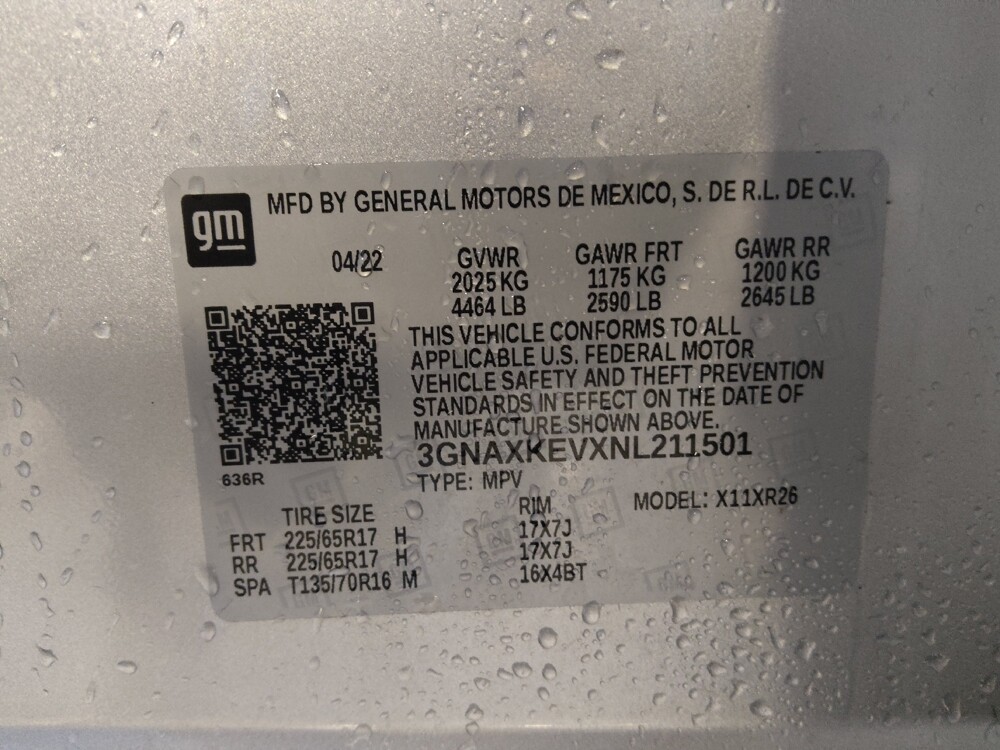 gm
MFD BY GENERAL MOTORS DE MEXICO, S. DE R.L. DE C.V.
04/22 GVWR GAWR FRT GAWR RR
2025 KG 1175 KG 1200 KG
4464 LB 2590 LB 2645 LB
THIS VEHICLE CONFORMS TO ALL
APPLICABLE U.S. FEDERAL MOTOR
VEHICLE SAFETY AND THEFT PREVENTION
STANDARDS IN EFFECT ON THE DATE OF
MANUFACTURE SHOWN ABOVE.
3GNAXKEVXNL211501
636R
TYPE: MPV
TIRE SIZE RIM MODEL: X11XR26
FRT 225/65R17 H 17X7J
RR 225/65R17 H 17X7J
SPA T135/70R16 M 16X4BT